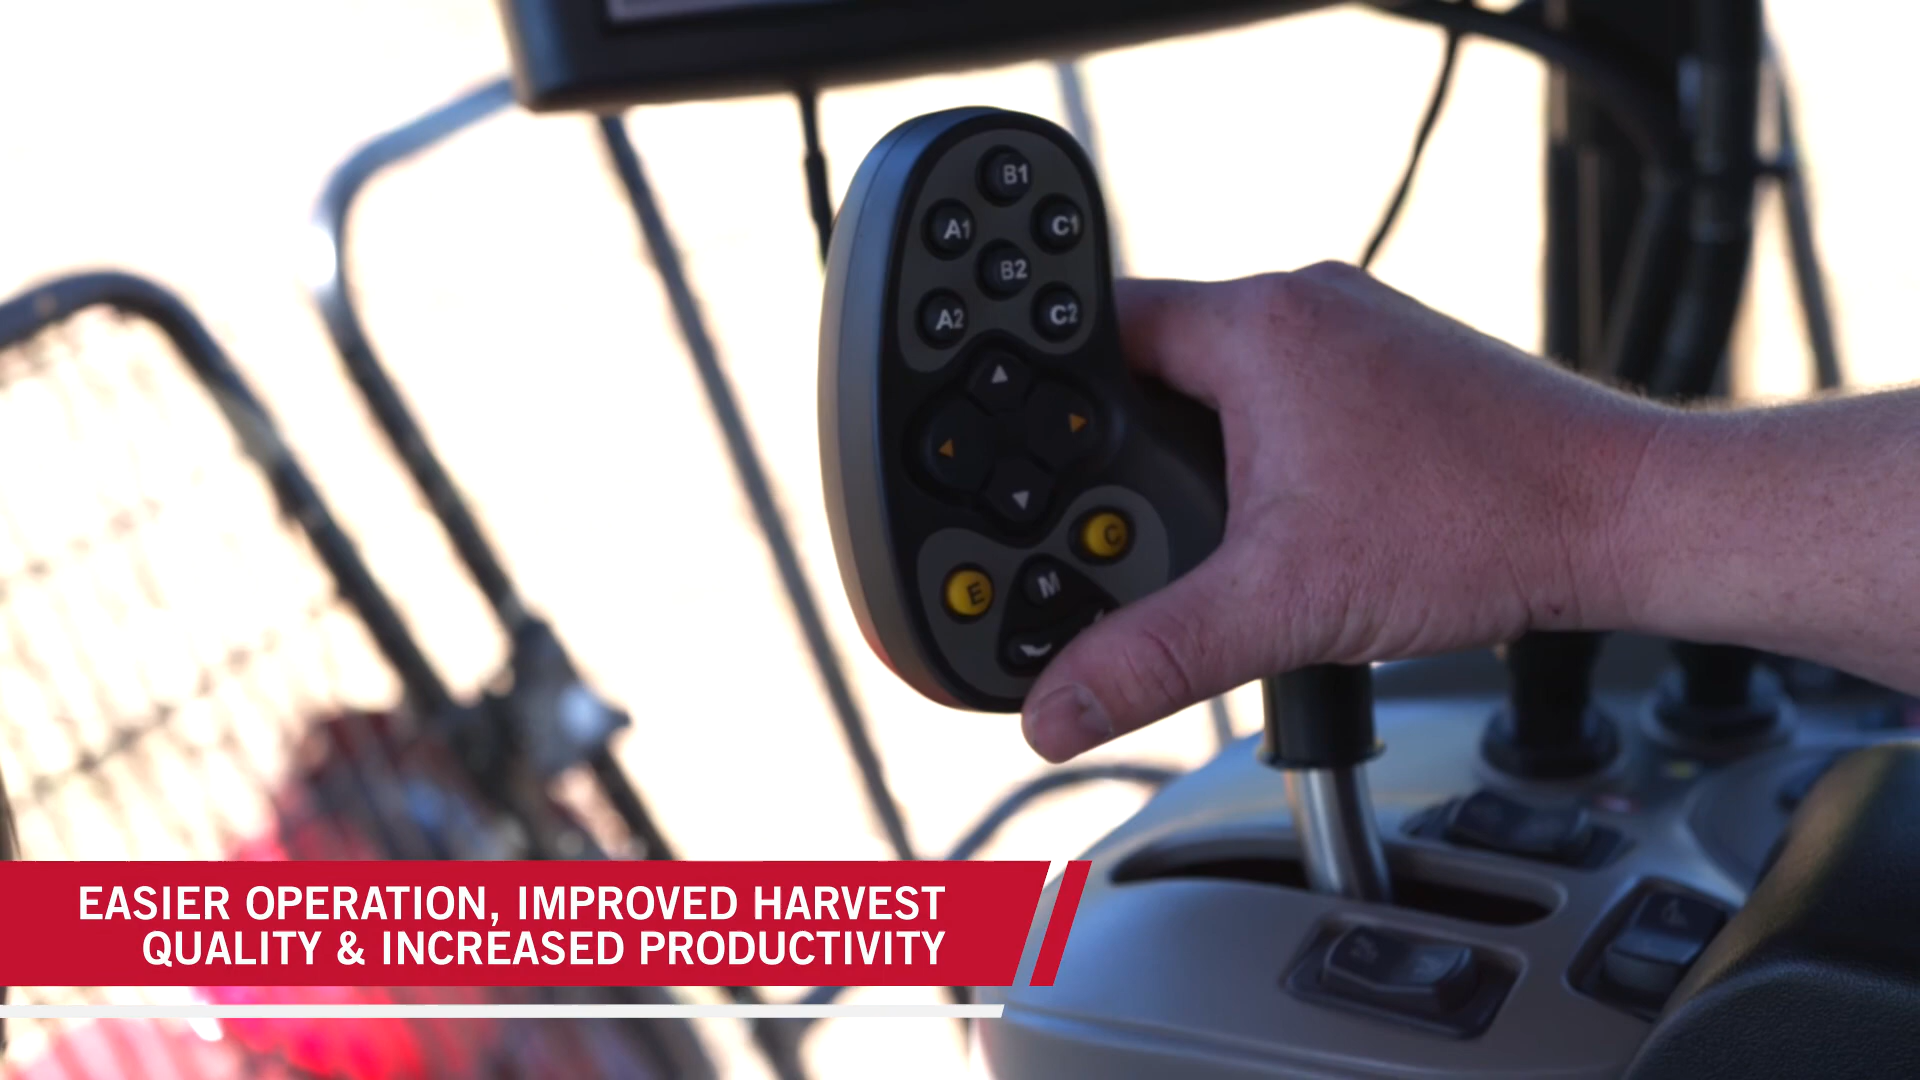 B1
A1 C1
B2
A2 C2
C
E M
EASIER OPERATION, IMPROVED HARVEST
QUALITY & INCREASED PRODUCTIVITY